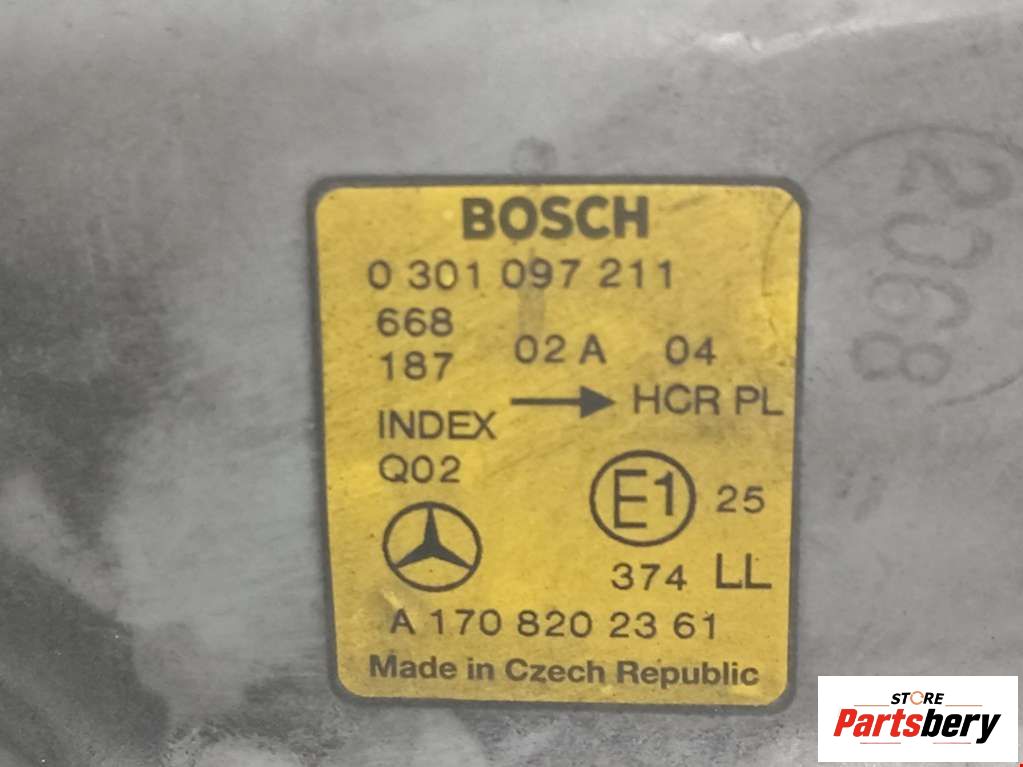 BOSCH
0 301 097 211
668
187 02 A 04
→ HCR PL
INDEX
Q02
E1 25
374 LL
A 170 820 23 61
Made in Czech Republic
2068
STORE
Partsbery